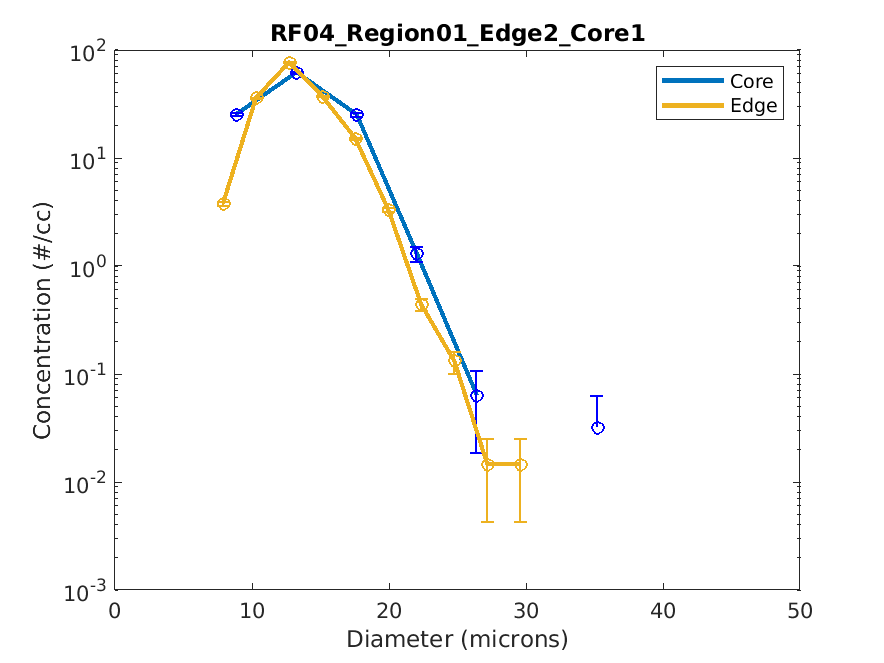 RF04_Region01_Edge2_Core1
Core
Edge
10^2
10^1
10^0
10^-1
10^-2
10^-3
Concentration (#/cc)
0 10 20 30 40 50
Diameter (microns)